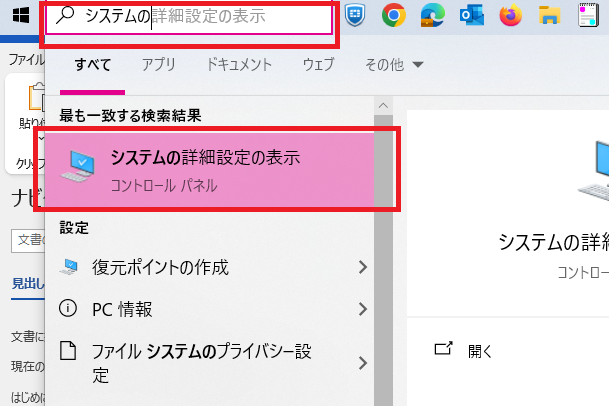 システムの詳細設定の表示
ファイル
すべて アプリ ドキュメント ウェブ その他
最も一致する検索結果
貼り付
システムの詳細設定の表示
コントロール パネル
クリップ
ナビ
設定
システムの詳細
文書の
復元ポイントの作成
コントロー
見出し
PC 情報
文書に
ファイル システムのプライバシー設
定
開く
現在の
はじめに